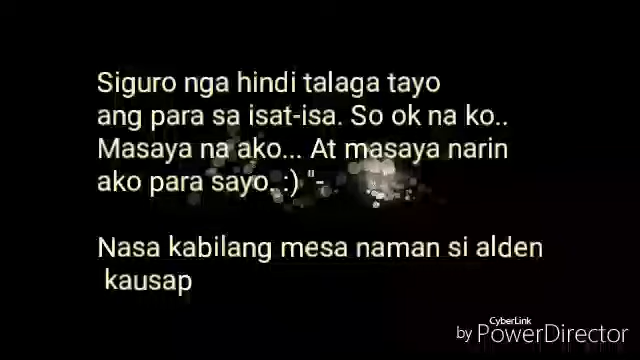 Siguro nga hindi talaga tayo
ang para sa isat-isa. So ok na ko..
Masaya na ako... At masaya narin
ako para sayo. :) "-
Nasa kabilang mesa naman si alden
kausap
CyberLink
by PowerDirector